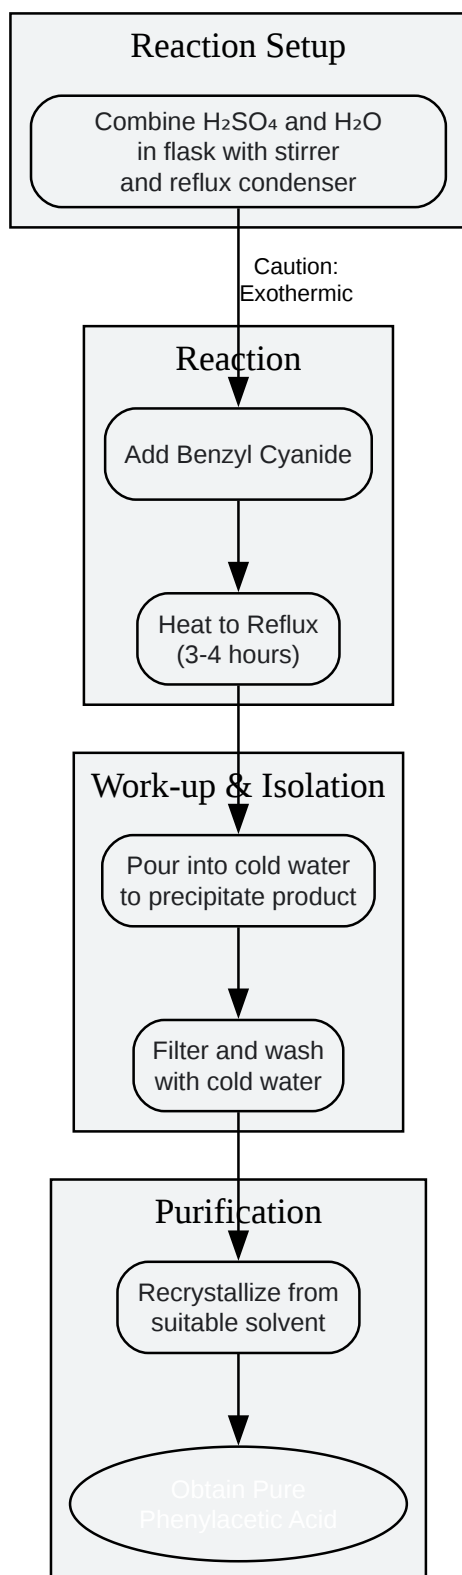 Reaction Setup
Combine H₂SO₄ and H₂O
in flask with stirrer
and reflux condenser
Caution:
Exothermic
Reaction
Add Benzyl Cyanide
Heat to Reflux
(3-4 hours)
Work-up & Isolation
Pour into cold water
to precipitate product
Filter and wash
with cold water
Purification
Recrystallize from
suitable solvent
Obtain Pure
Phenylacetic Acid